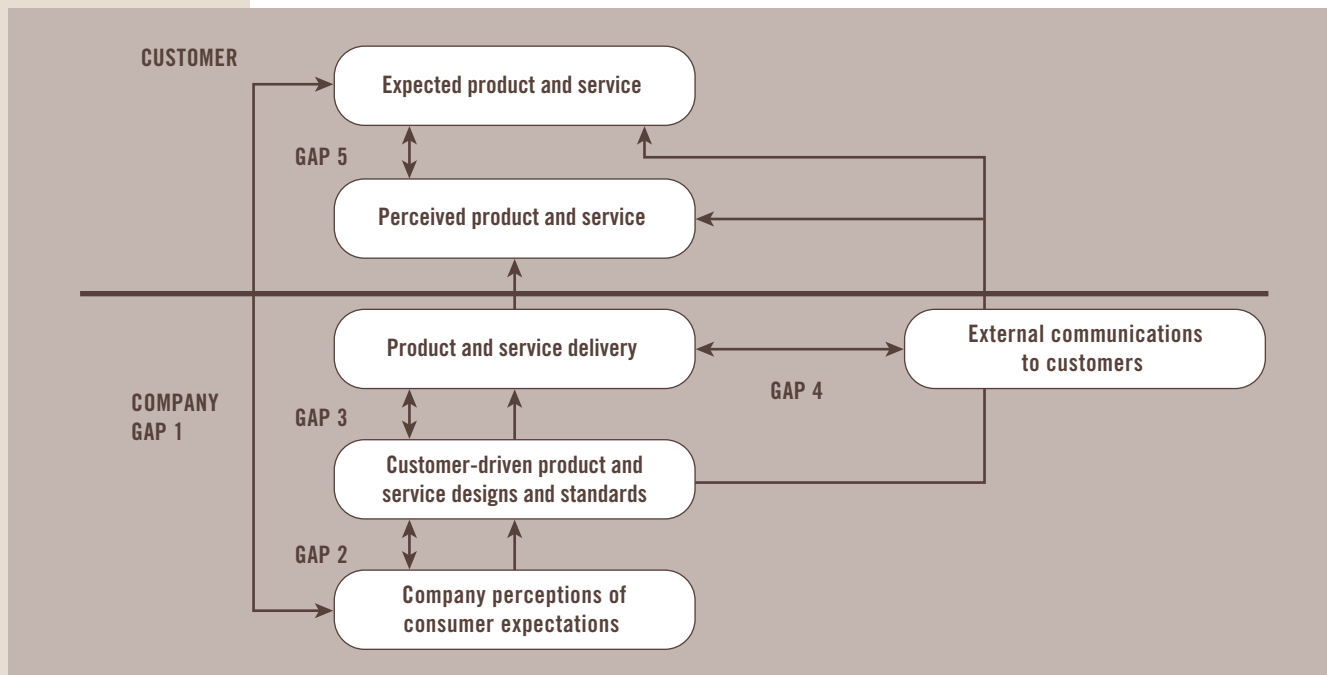 CUSTOMER
Expected product and service
GAP 5
Perceived product and service
Product and service delivery
External communications
to customers
GAP 4
COMPANY
GAP 1
GAP 3
Customer-driven product and
service designs and standards
GAP 2
Company perceptions of
consumer expectations